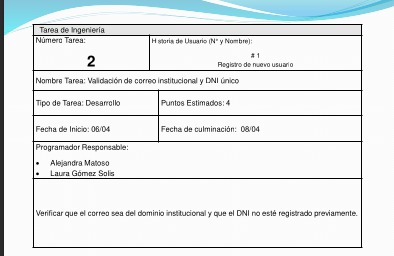 Tarea de Ingeniería
Número Tarea:
2
Historia de Usuario (N° y Nombre):
# 1
Registro de nuevo usuario
Nombre Tarea: Validación de correo institucional y DNI único
Tipo de Tarea: Desarrollo
Puntos Estimados: 4
Fecha de Inicio: 06/04
Fecha de culminación: 08/04
Programador Responsable:
• Alejandra Matoso
• Laura Gómez Solis
Verificar que el correo sea del dominio institucional y que el DNI no esté registrado previamente.